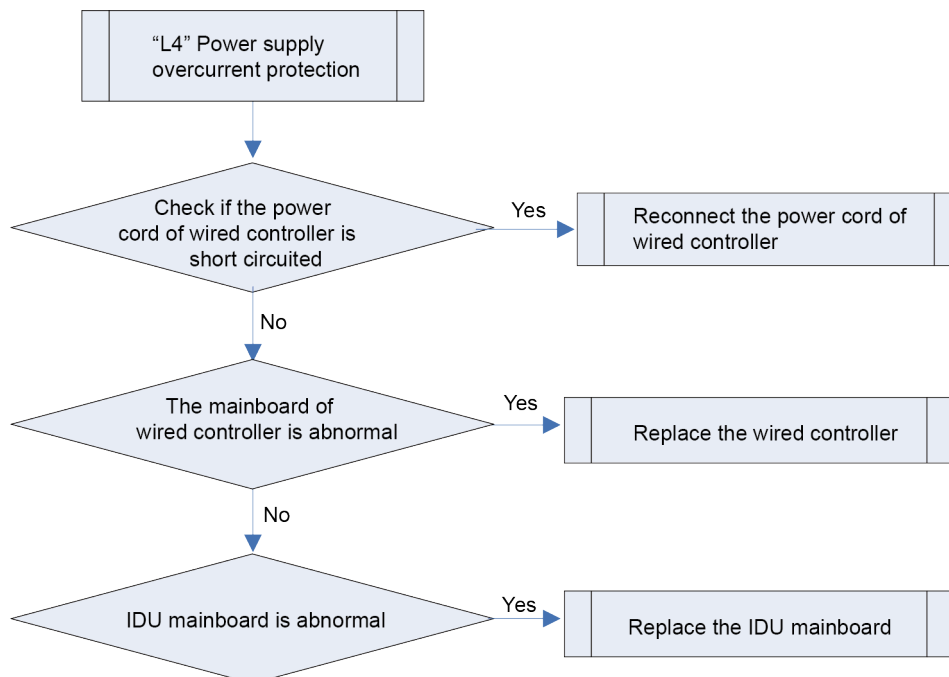 “L4” Power supply
overcurrent protection
Check if the power
cord of wired controller is
short circuited
Yes
Reconnect the power cord of
wired controller
No
The mainboard of
wired controller is abnormal
Yes
Replace the wired controller
No
IDU mainboard is abnormal
Yes
Replace the IDU mainboard